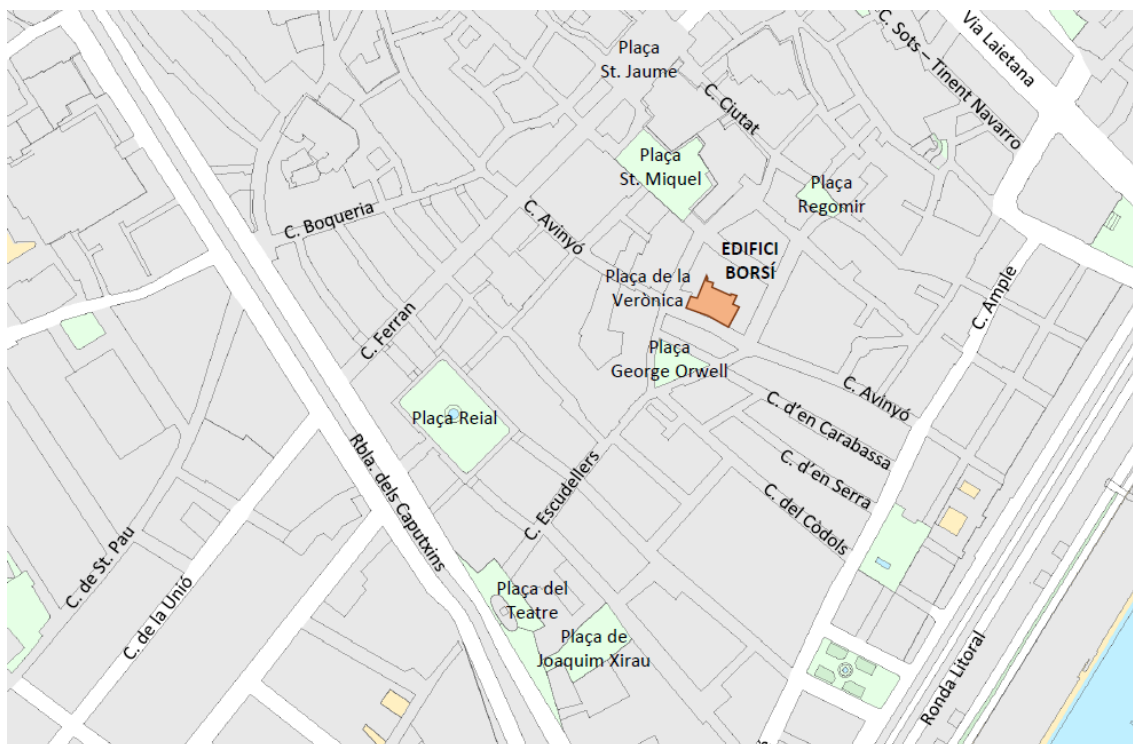 C. Sots – Tinent Navarro
Via Laietana
Plaça
St. Jaume
C. Ciutat
Plaça
St. Miquel
Plaça
Regomir
C. Boqueria
C. Avinyó
EDIFICI
BORSÍ
Plaça de la
Verònica
C. Ample
C. Ferran
Plaça
George Orwell
C. Avinyó
Plaça Reial
C. d'en Carabassa
Rbla. dels Caputxins
C. Escudellers
C. d'en Serra
C. del Còdols
C. de St. Pau
C. de la Unió
Plaça del
Teatre
Plaça de
Joaquim Xirau
Ronda Litoral